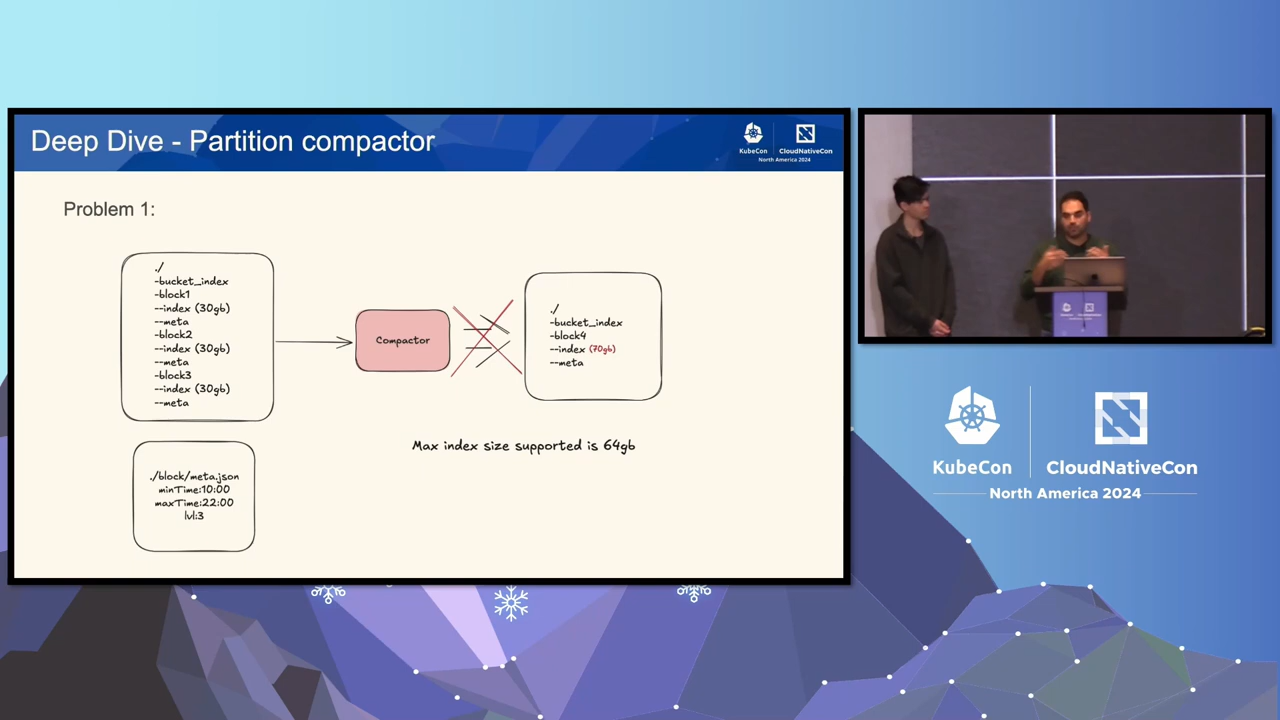 Deep Dive - Partition compactor
KubeCon
CloudNativeCon
North America 2024
Problem 1:
./
-bucket_index
-block1
--index (30gb)
--meta
-block2
--index (30gb)
--meta
-block3
--index (30gb)
--meta
Compactor
./
-bucket_index
-block4
--index (70gb)
--meta
Max index size supported is 64gb
./block/meta.json
minTime:10:00
maxTime:22:00
lvl:3
KubeCon
CloudNativeCon
North America 2024